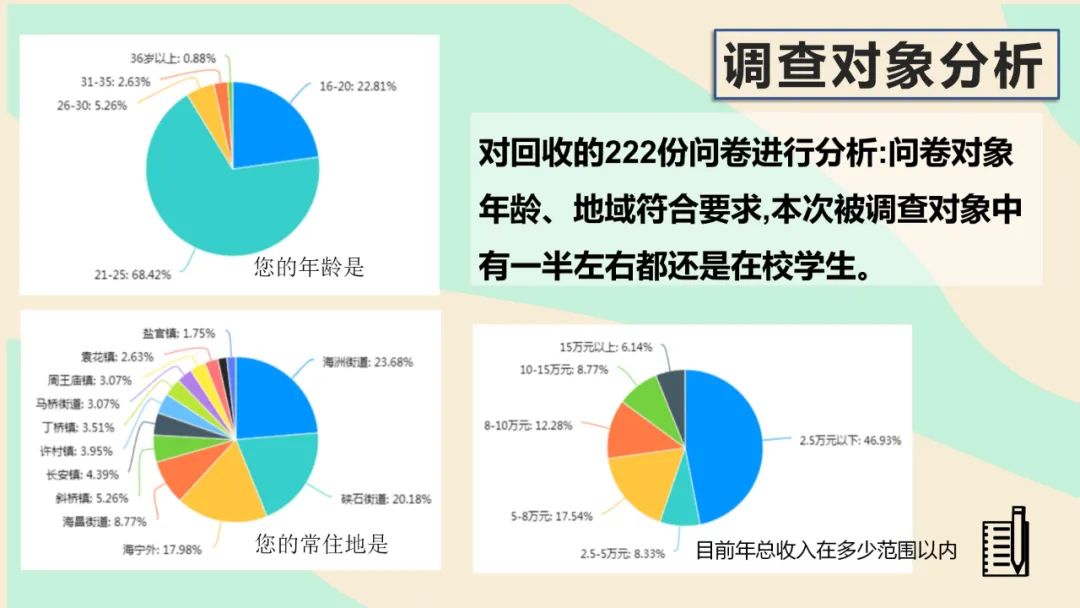 调查对象分析
对回收的222份问卷进行分析:问卷对象
年龄、地域符合要求,本次被调查对象中
有一半左右都还是在校学生。
36岁以上: 0.88%
31-35: 2.63%
26-30: 5.26%
16-20: 22.81%
21-25: 68.42%
您的年龄是
盐官镇: 1.75%
袁花镇: 2.63%
周王庙镇: 3.07%
马桥街道: 3.07%
丁桥镇: 3.51%
许村镇: 3.95%
长安镇: 4.39%
斜桥镇: 5.26%
海昌街道: 8.77%
海宁外: 17.98%
海洲街道: 23.68%
硖石街道: 20.18%
您的常住地是
15万元以上: 6.14%
10-15万元: 8.77%
8-10万元: 12.28%
5-8万元: 17.54%
2.5-5万元: 8.33%
2.5万元以下: 46.93%
目前年总收入在多少范围以内